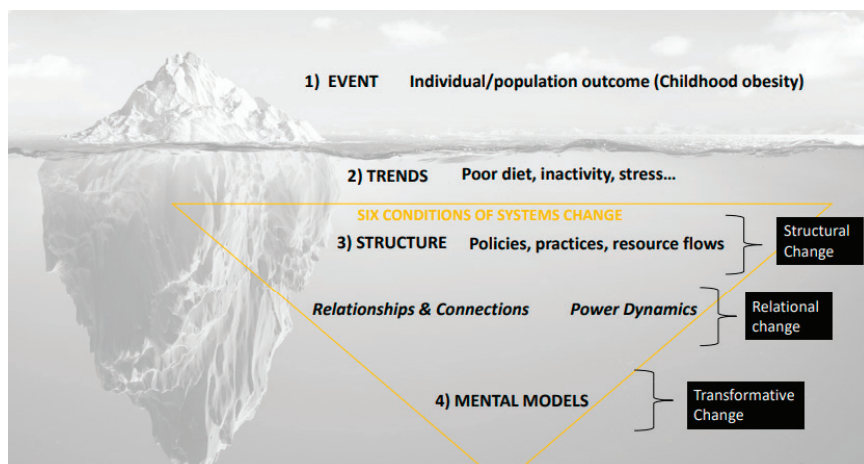 1) EVENT Individual/population outcome (Childhood obesity)
2) TRENDS Poor diet, inactivity, stress...
SIX CONDITIONS OF SYSTEMS CHANGE
3) STRUCTURE Policies, practices, resource flows
Structural
Change
Relationships & Connections Power Dynamics
Relational
change
4) MENTAL MODELS
Transformative
Change